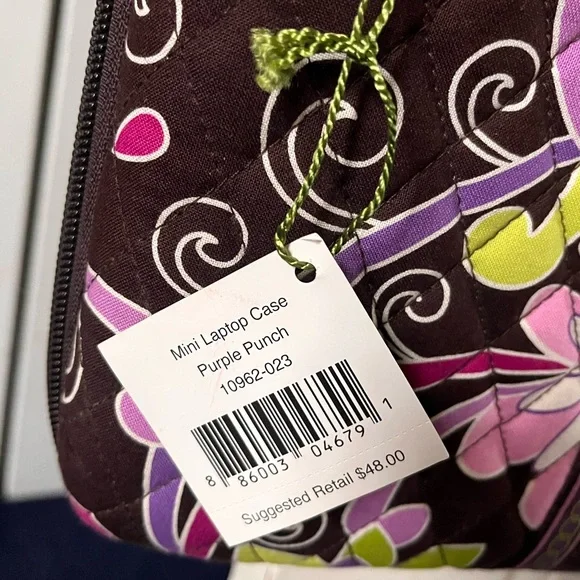 Mini Laptop Case
Purple Punch
10962-023
8 86003 04679 1
Suggested Retail $48.00